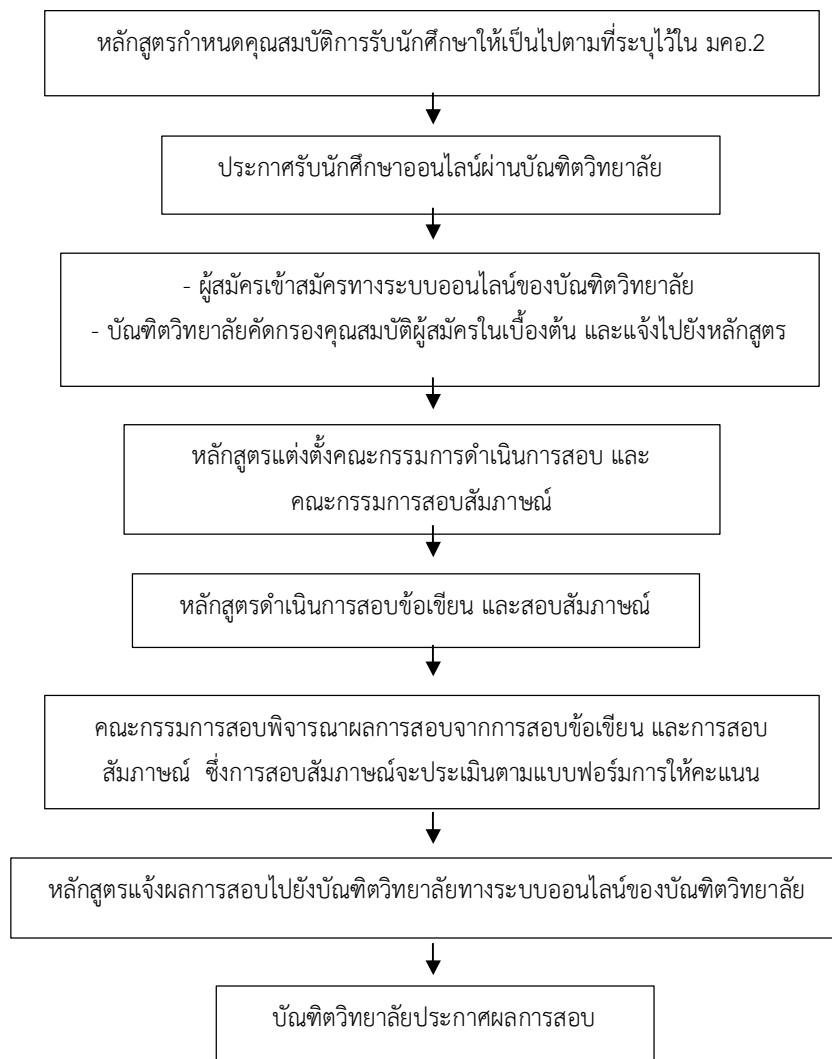 หลักสูตรกำหนดคุณสมบัติการรับนักศึกษาให้เป็นไปตามที่ระบุไว้ใน มคอ.2
ประกาศรับนักศึกษาออนไลน์ผ่านบัณฑิตวิทยาลัย
- ผู้สมัครเข้าสมัครทางระบบออนไลน์ของบัณฑิตวิทยาลัย
- บัณฑิตวิทยาลัยคัดกรองคุณสมบัติผู้สมัครในเบื้องต้น และแจ้งไปยังหลักสูตร
หลักสูตรแต่งตั้งคณะกรรมการดำเนินการสอบ และ
คณะกรรมการสอบสัมภาษณ์
หลักสูตรดำเนินการสอบข้อเขียน และสอบสัมภาษณ์
คณะกรรมการสอบพิจารณาผลการสอบจากการสอบข้อเขียน และการสอบ
สัมภาษณ์ ซึ่งการสอบสัมภาษณ์จะประเมินตามแบบฟอร์มการให้คะแนน
หลักสูตรแจ้งผลการสอบไปยังบัณฑิตวิทยาลัยทางระบบออนไลน์ของบัณฑิตวิทยาลัย
บัณฑิตวิทยาลัยประกาศผลการสอบ